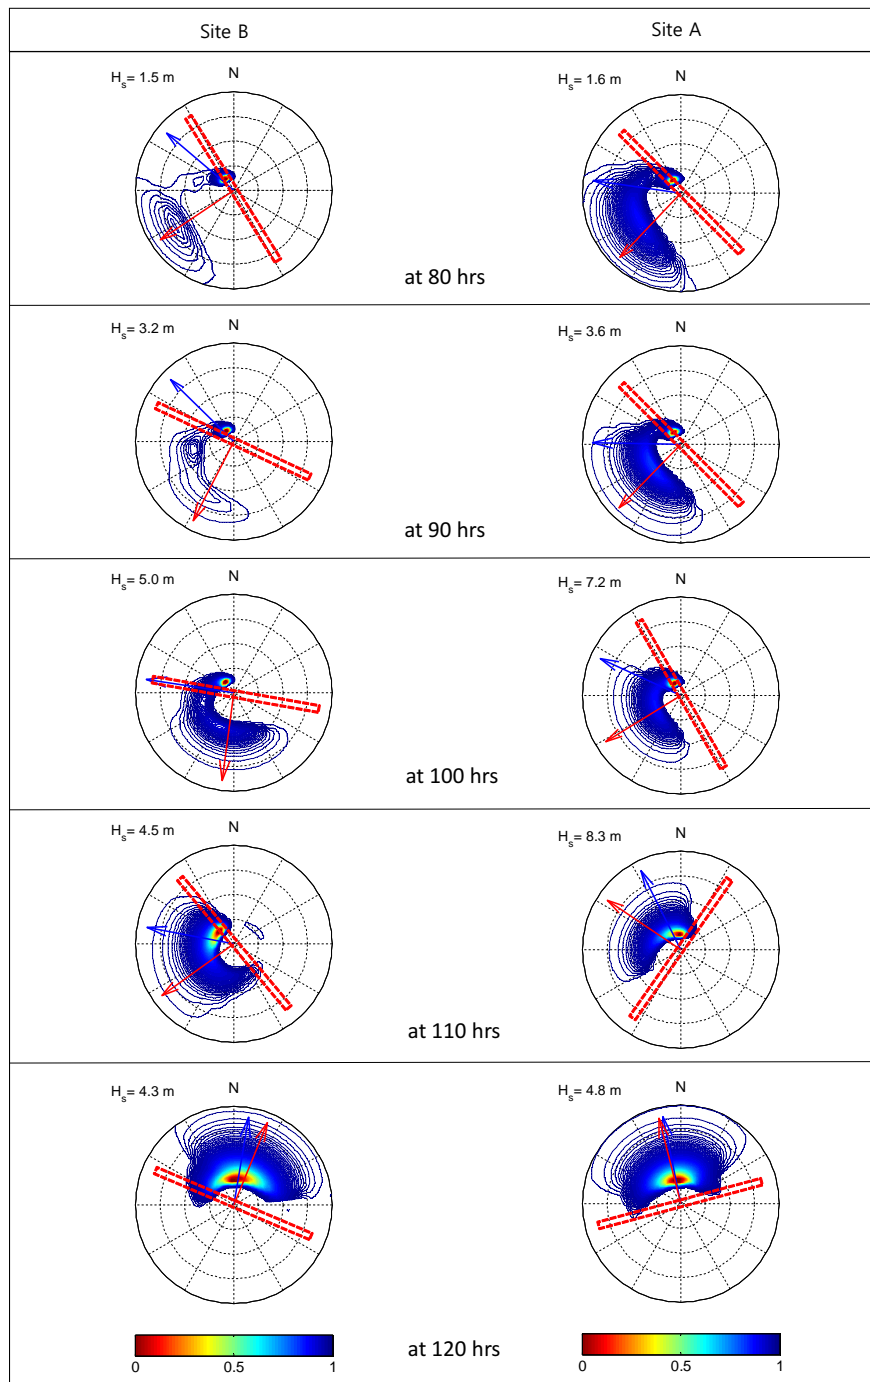 Site B
Site A
Hs= 1.5 m
N
Hs= 1.6 m
N
at 80 hrs
Hs= 3.2 m
N
Hs= 3.6 m
N
at 90 hrs
Hs= 5.0 m
N
Hs= 7.2 m
N
at 100 hrs
Hs= 4.5 m
N
Hs= 8.3 m
N
at 110 hrs
Hs= 4.3 m
N
Hs= 4.8 m
N
0 0.5 1
at 120 hrs
0 0.5 1